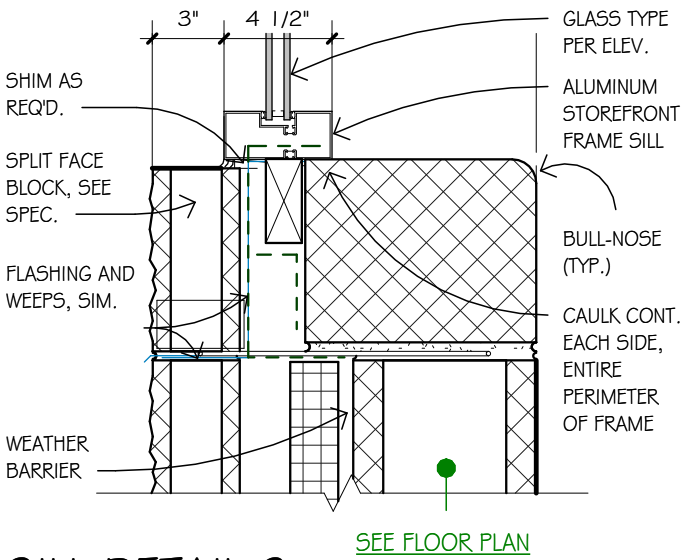 3"
4 1/2"
GLASS TYPE
PER ELEV.
SHIM AS
REQ'D.
ALUMINUM
STOREFRONT
FRAME SILL
SPLIT FACE
BLOCK, SEE
SPEC.
BULL-NOSE
(TYP.)
FLASHING AND
WEEPS, SIM.
CAULK CONT.
EACH SIDE,
ENTIRE
PERIMETER
OF FRAME
WEATHER
BARRIER
SEE FLOOR PLAN